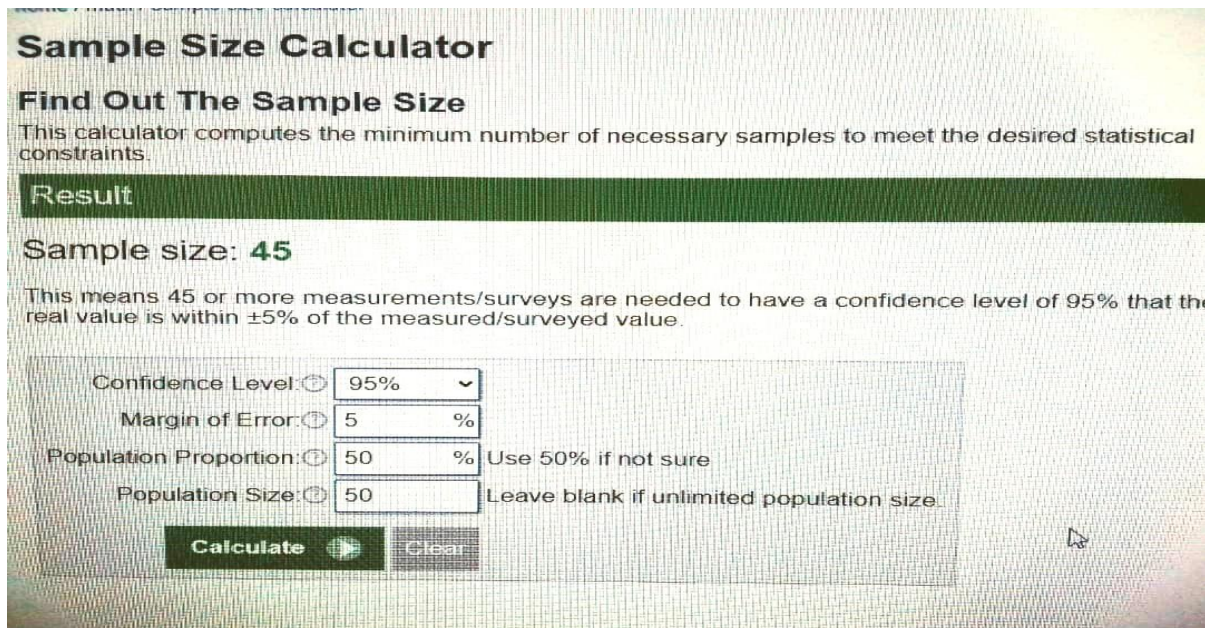 Sample Size Calculator
Find Out The Sample Size
This calculator computes the minimum number of necessary samples to meet the desired statistical
constraints.
Result
Sample size: 45
This means 45 or more measurements/surveys are needed to have a confidence level of 95% that the
real value is within ±5% of the measured/surveyed value.
Confidence Level: 95%
Margin of Error: 5 %
Population Proportion: 50 % Use 50% if not sure
Population Size: 50 Leave blank if unlimited population size.
Calculate Clear